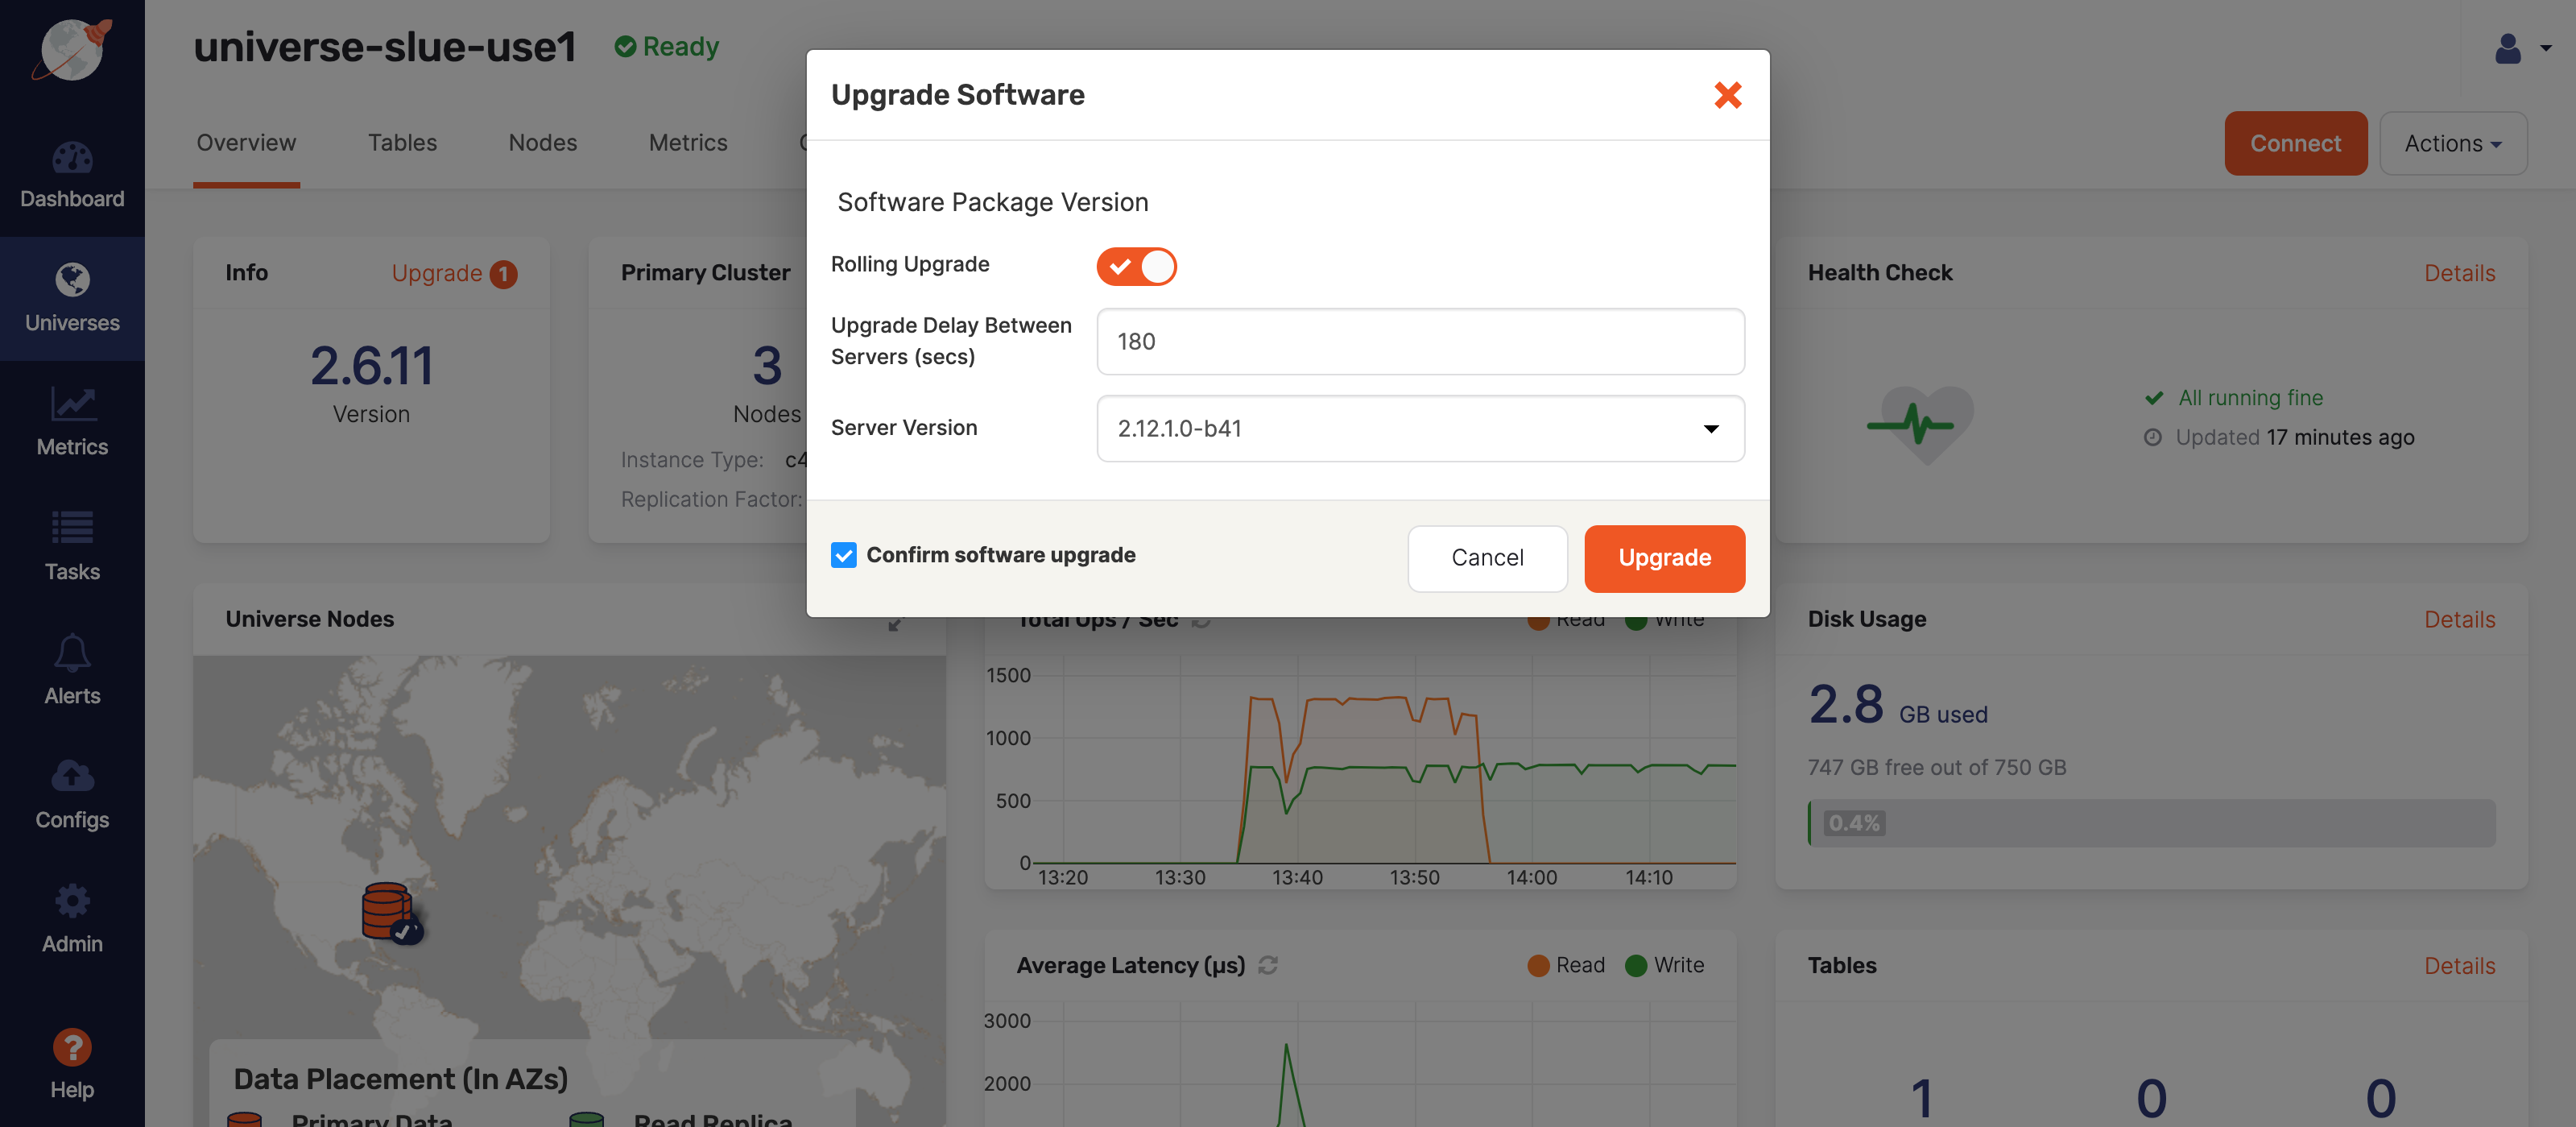 universe-slue-use1
Ready
Overview
Tables
Nodes
Metrics
Connect
Actions
Dashboard
Universes
Metrics
Tasks
Alerts
Configs
Admin
Help
Upgrade Software
Software Package Version
Rolling Upgrade
Upgrade Delay Between
Servers (secs)
180
Server Version
2.12.1.0-b41
Confirm software upgrade
Cancel
Upgrade
Info
Upgrade 1
2.6.11
Version
Primary Cluster
3
Nodes
Instance Type: c4
Replication Factor:
Health Check
Details
All running fine
Updated 17 minutes ago
Universe Nodes
Data Placement (In AZs)
Primary Data
Read Replica
Total Ops / Sec
Read
Write
1500
1000
500
0
13:20
13:30
13:40
13:50
14:00
14:10
Disk Usage
Details
2.8 GB used
747 GB free out of 750 GB
0.4%
Average Latency (µs)
Read
Write
3000
2000
Tables
Details
1
0
0